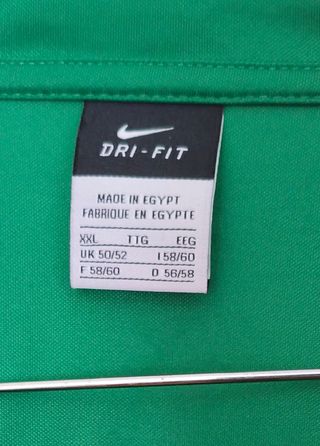 DRI-FIT
MADE IN EGYPT
FABRIQUE EN EGYPTE
XXL TTG EEG
UK 50/52 I 58/60
F 58/60 D 56/58